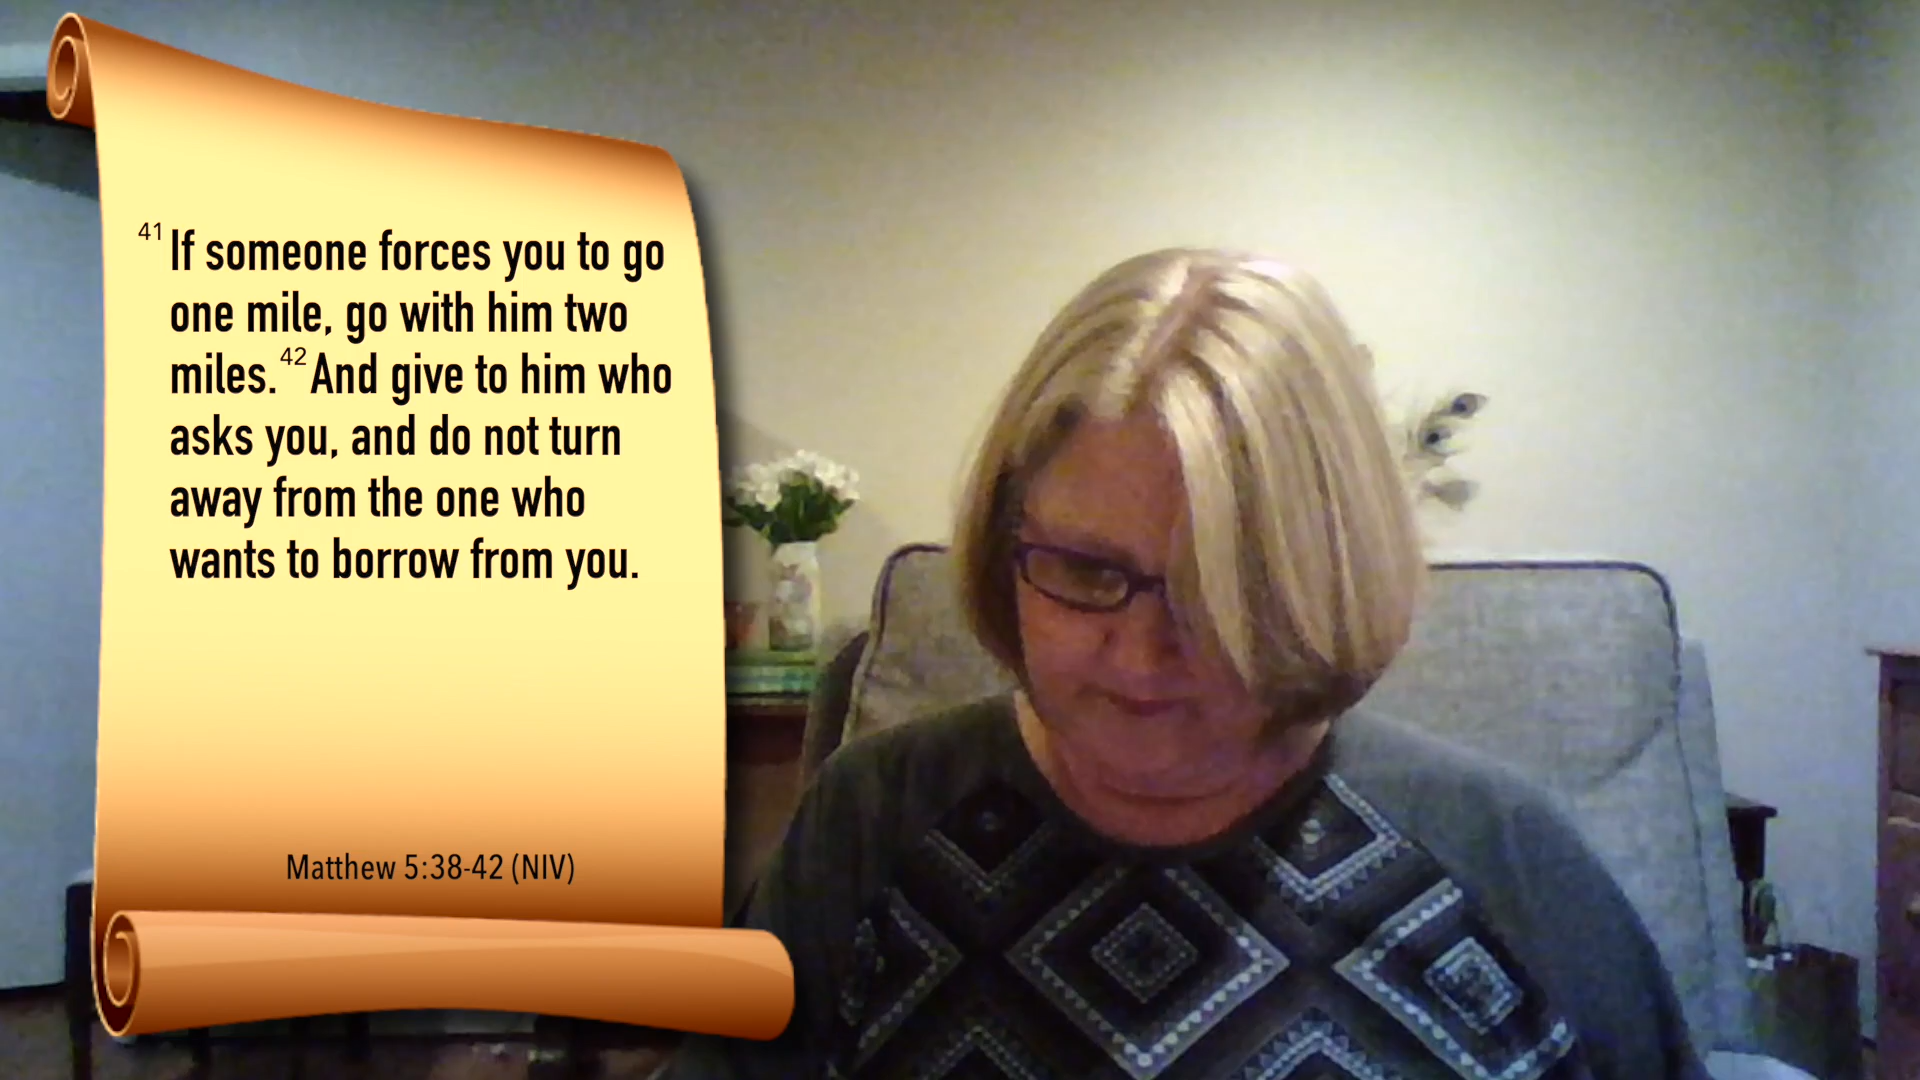 41 If someone forces you to go
one mile, go with him two
miles. 42 And give to him who
asks you, and do not turn
away from the one who
wants to borrow from you.
Matthew 5:38-42 (NIV)